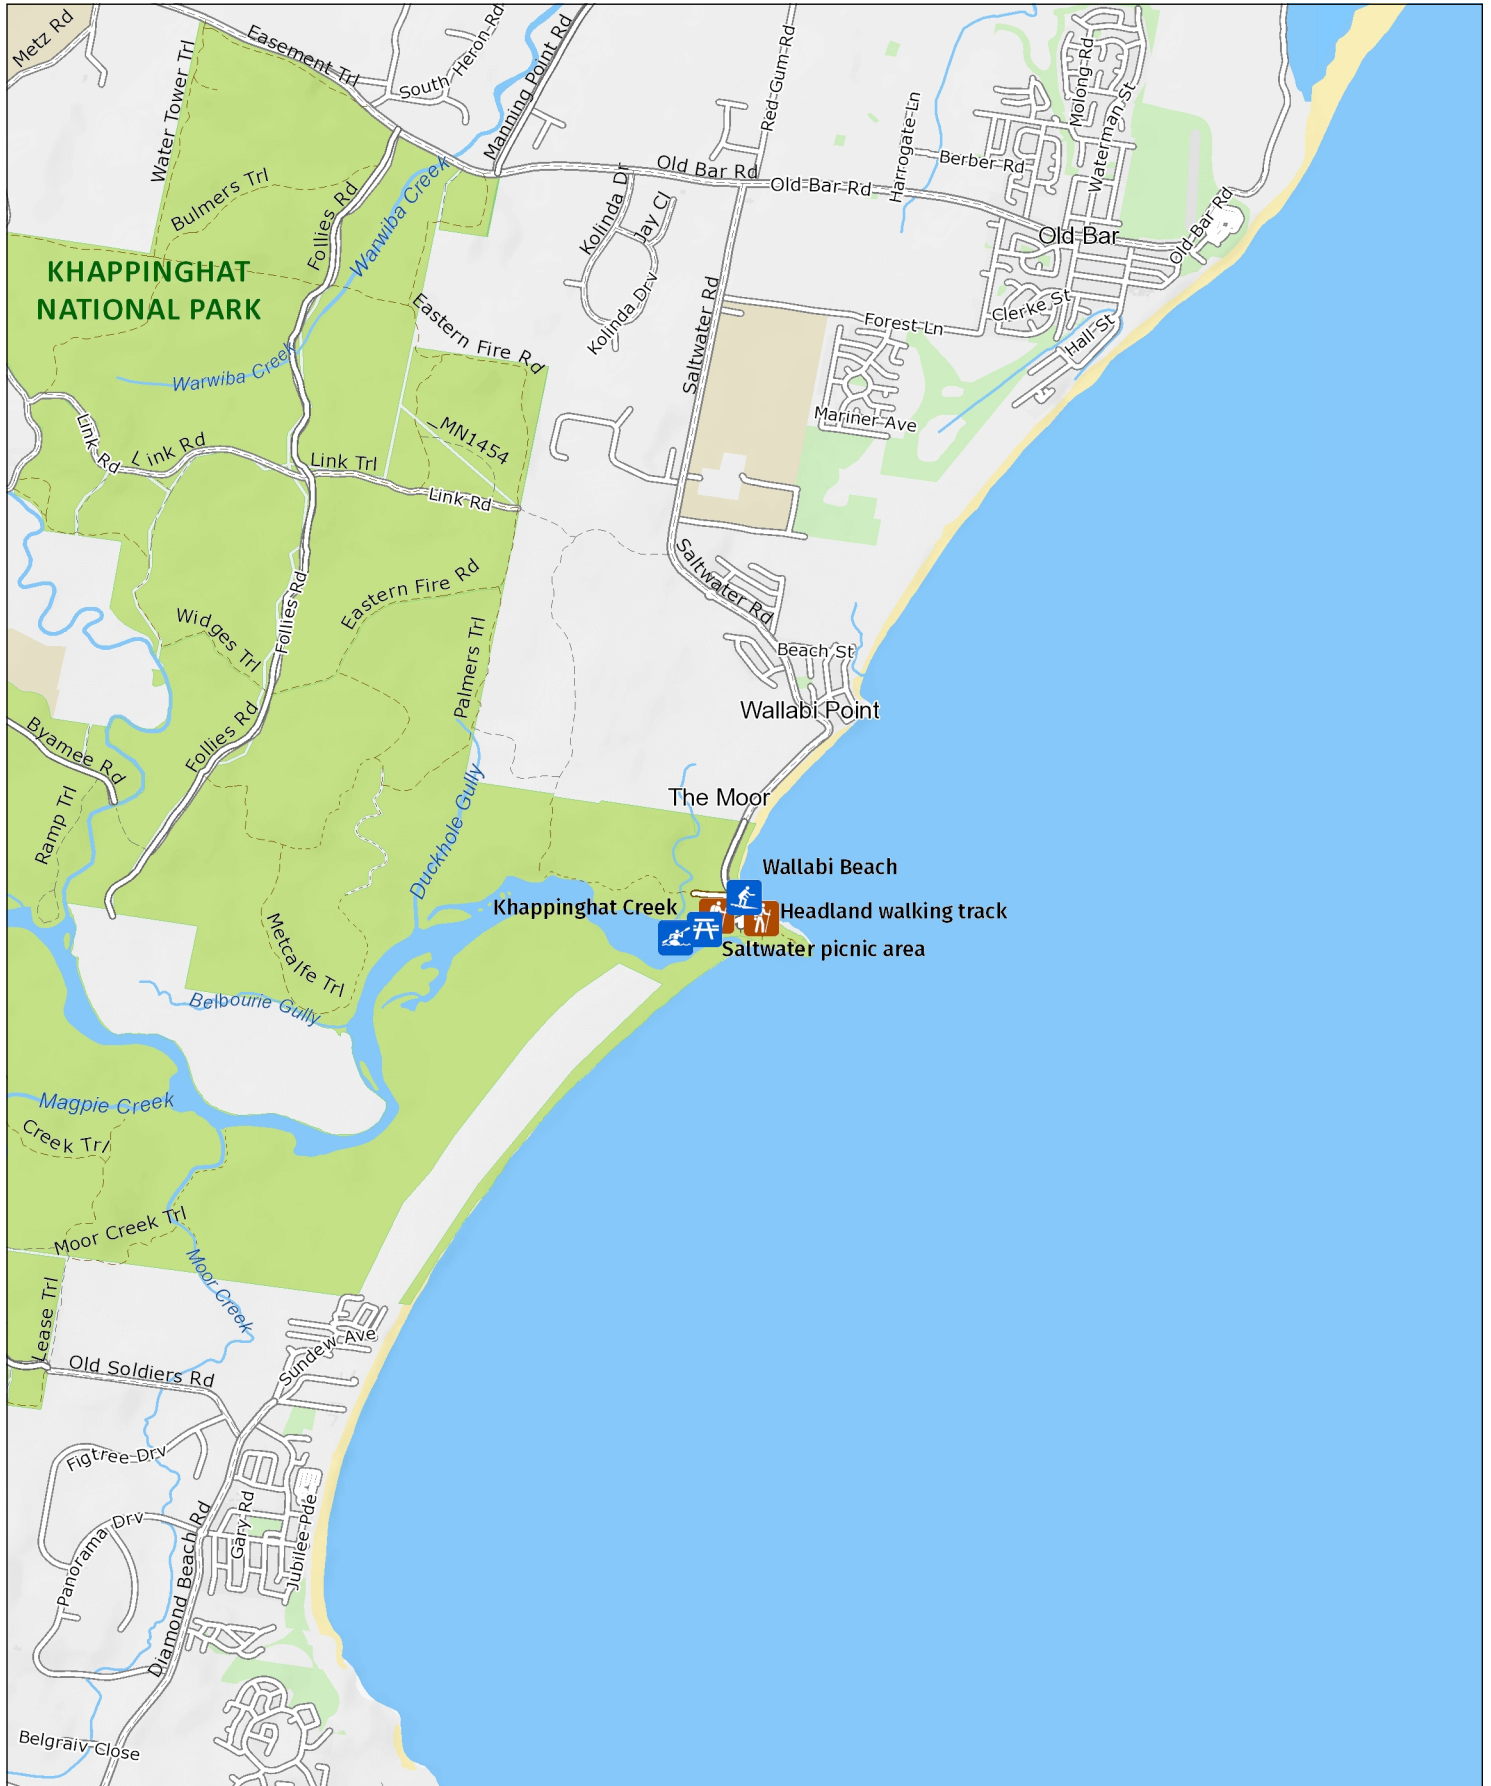 Metz Rd
Easement Trl
South Heron-Rd
Manning Point Rd
Red-Gum-Rd
Molong-Rd
Waterman-St
Water Tower Trl
Harrogate-Ln
Berber Rd
Old Bar Rd
Old Bar Rd
Bulmers Trl
Follies Rd
Warwiba Creek
Kolinda Dr
Jay Cl
Old Bar
Old-Bar-Rd
KHAPPINGHAT
NATIONAL PARK
Eastern Fire Rd
Kolinda Drv
Saltwater Rd
Forest Ln
Clerke St
Hall-St
Warwiba Creek
Mariner Ave
Link Rd
Link Rd
_MN1454
Link Trl
Link Rd
Saltwater Rd
Eastern Fire Rd
Follies Rd
Widges Trl
Palmers Trl
Beach St
Wallabi Point
Follies Rd
Byamee Rd
Ramp Trl
Duckhole Gully
The Moor
Wallabi Beach
Khappinghat Creek
Headland walking track
Saltwater picnic area
Metcalfe Trl
Belbourie Gully
Magpie Creek
Creek Trl
Moor Creek Trl
Moor Creek
Lease Trl
Sundew Ave
Old Soldiers Rd
Figtree Drv
Gary Rd
Jubilee-Pde
Panorama Drv
Diamond Beach Rd
Belgraiv Close